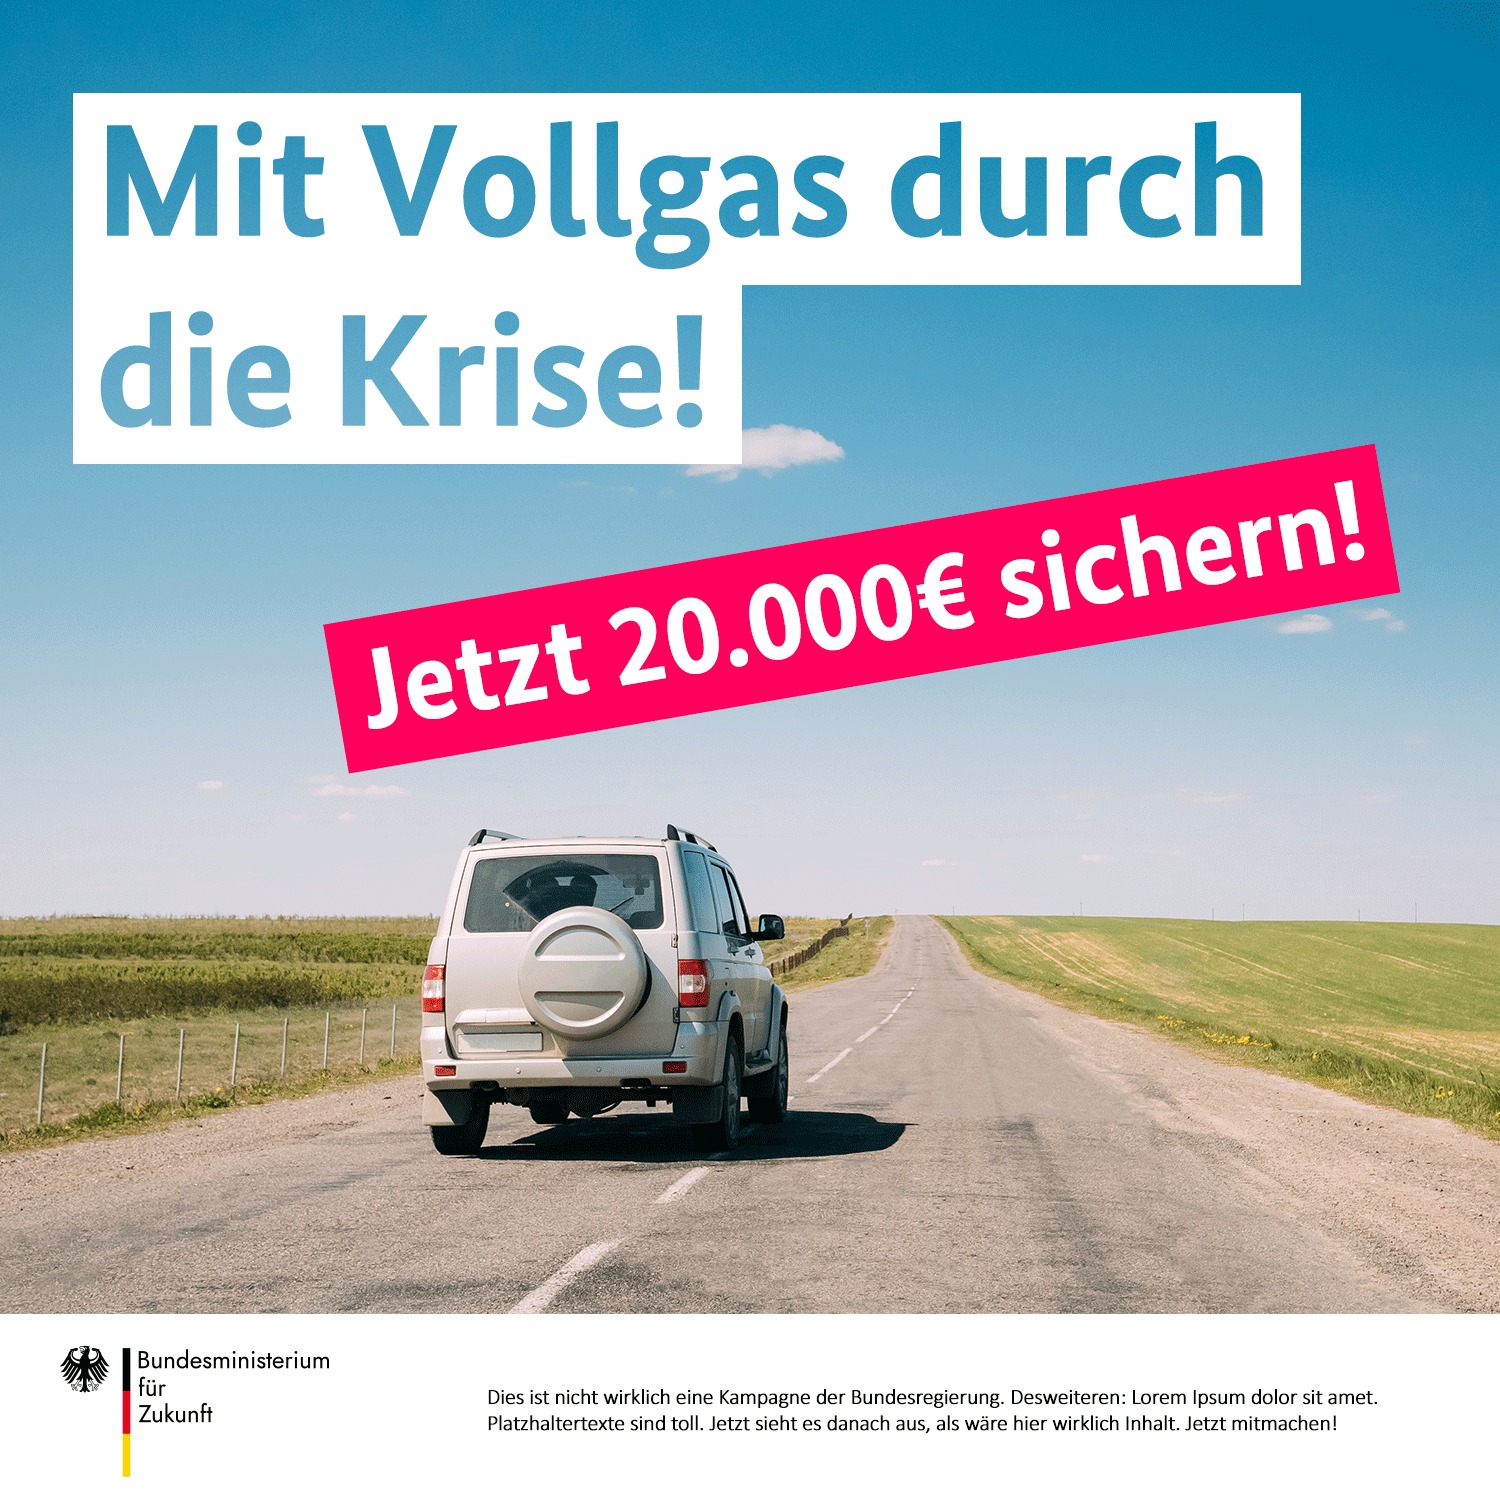 Mit Vollgas durch
die Krise!
Jetzt 20.000€ sichern!
Bundesministerium
für
Zukunft
Dies ist nicht wirklich eine Kampagne der Bundesregierung. Desweiteren: Lorem Ipsum dolor sit amet.
Platzhaltertexte sind toll. Jetzt sieht es danach aus, als wäre hier wirklich Inhalt. Jetzt mitmachen!